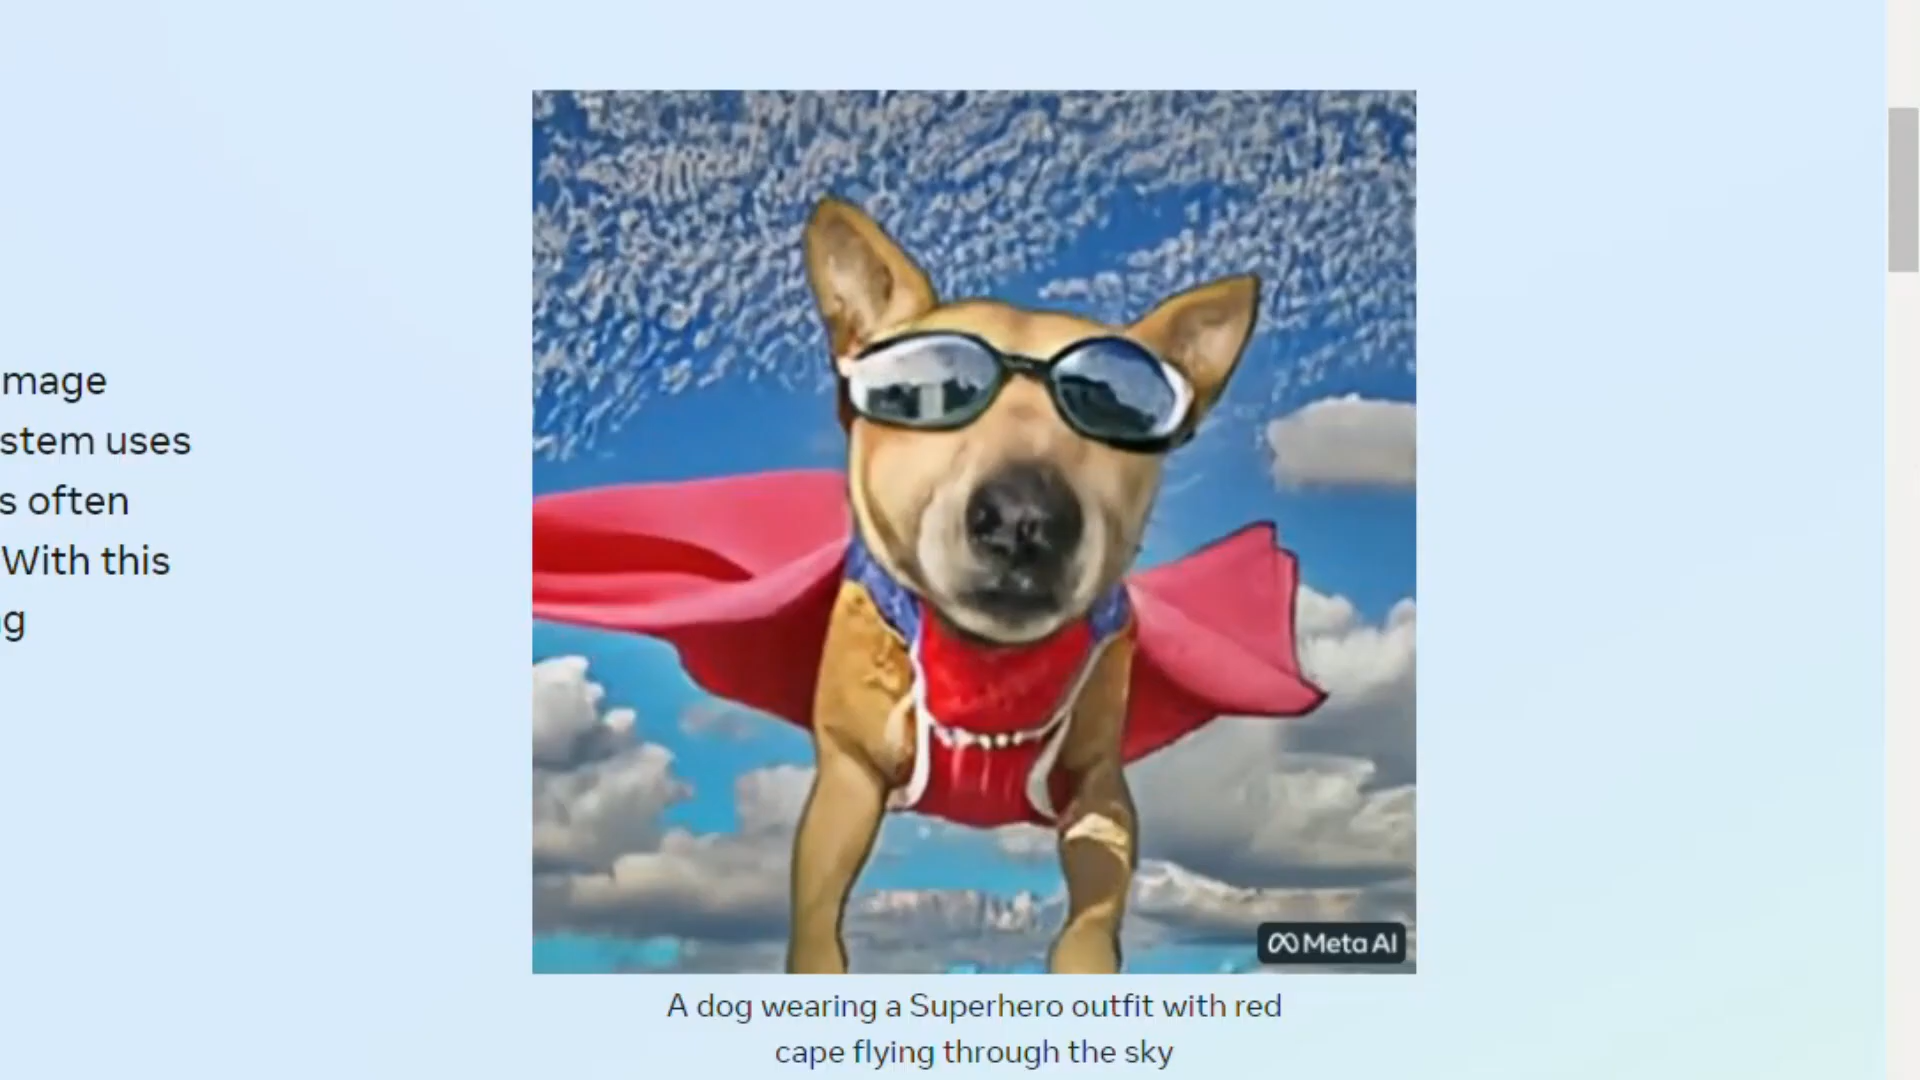 mage
stem uses
s often
With this
g
Meta AI
A dog wearing a Superhero outfit with red
cape flying through the sky